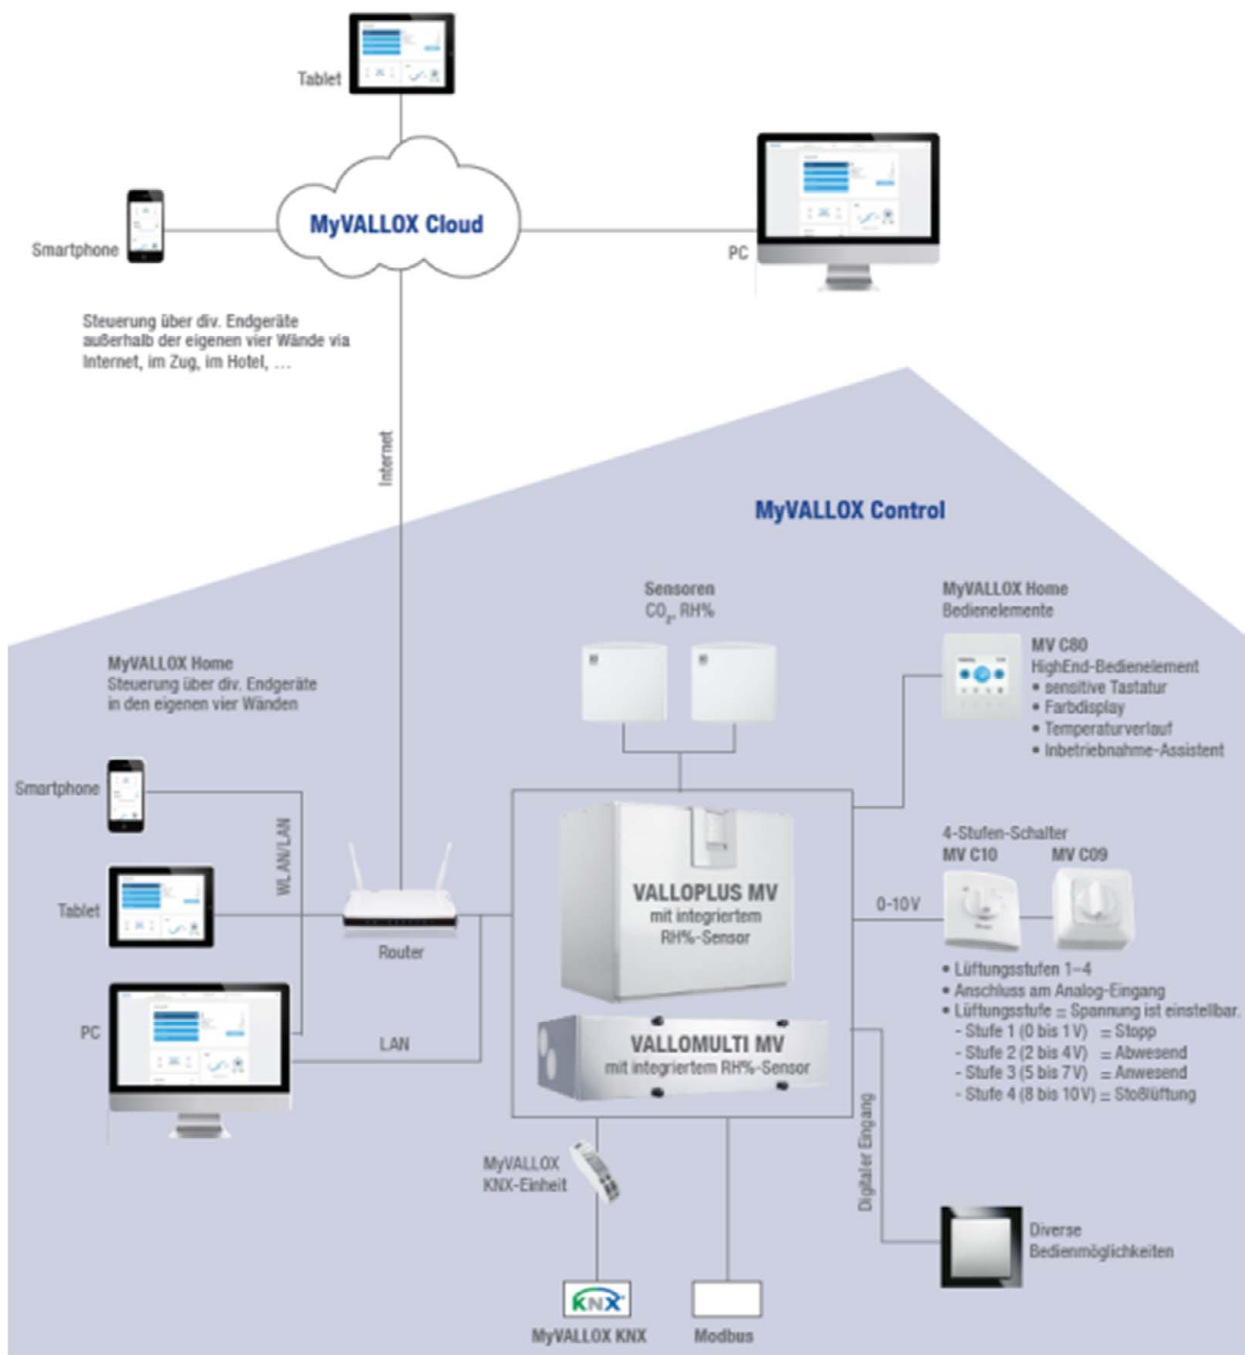 Tablet
MyVALLOX Cloud
Smartphone
PC
Steuerung über div. Endgeräte
außerhalb der eigenen vier Wände via
Internet, im Zug, im Hotel, ...
Internet
MyVALLOX Control
Sensoren
CO₂, RH%
MyVALLOX Home
Bedienelemente
MV C80
HighEnd-Bedienelement
• sensitive Tastatur
• Farbdisplay
• Temperaturverlauf
• Inbetriebnahme-Assistent
MyVALLOX Home
Steuerung über div. Endgeräte
in den eigenen vier Wänden
Smartphone
WLAN/LAN
Tablet
Router
PC
LAN
VALLOPLUS MV
mit integriertem
RH%-Sensor
VALLOMULTI MV
mit integriertem RH%-Sensor
4-Stufen-Schalter
MV C10 MV C09
0-10V
• Lüftungsstufen 1–4
• Anschluss am Analog-Eingang
• Lüftungsstufe = Spannung ist einstellbar.
- Stufe 1 (0 bis 1V) = Stopp
- Stufe 2 (2 bis 4V) = Abwesend
- Stufe 3 (5 bis 7V) = Anwesend
- Stufe 4 (8 bis 10V) = Stoßlüftung
Digitaler Eingang
MyVALLOX
KNX-Einheit
Diverse
Bedienmöglichkeiten
KNX
MyVALLOX KNX
Modbus